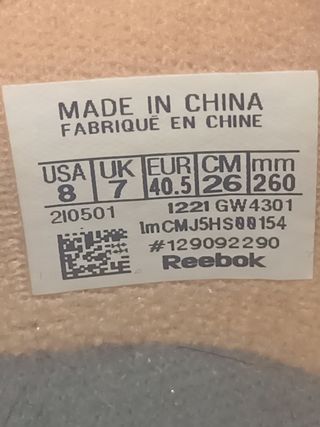 MADE IN CHINA
FABRIQUÉ EN CHINE
USA UK EUR CM mm
8 7 40.5 26 260
2I0501 1221 GW4301
1mCMJ5HS00154
#129092290
Reebok